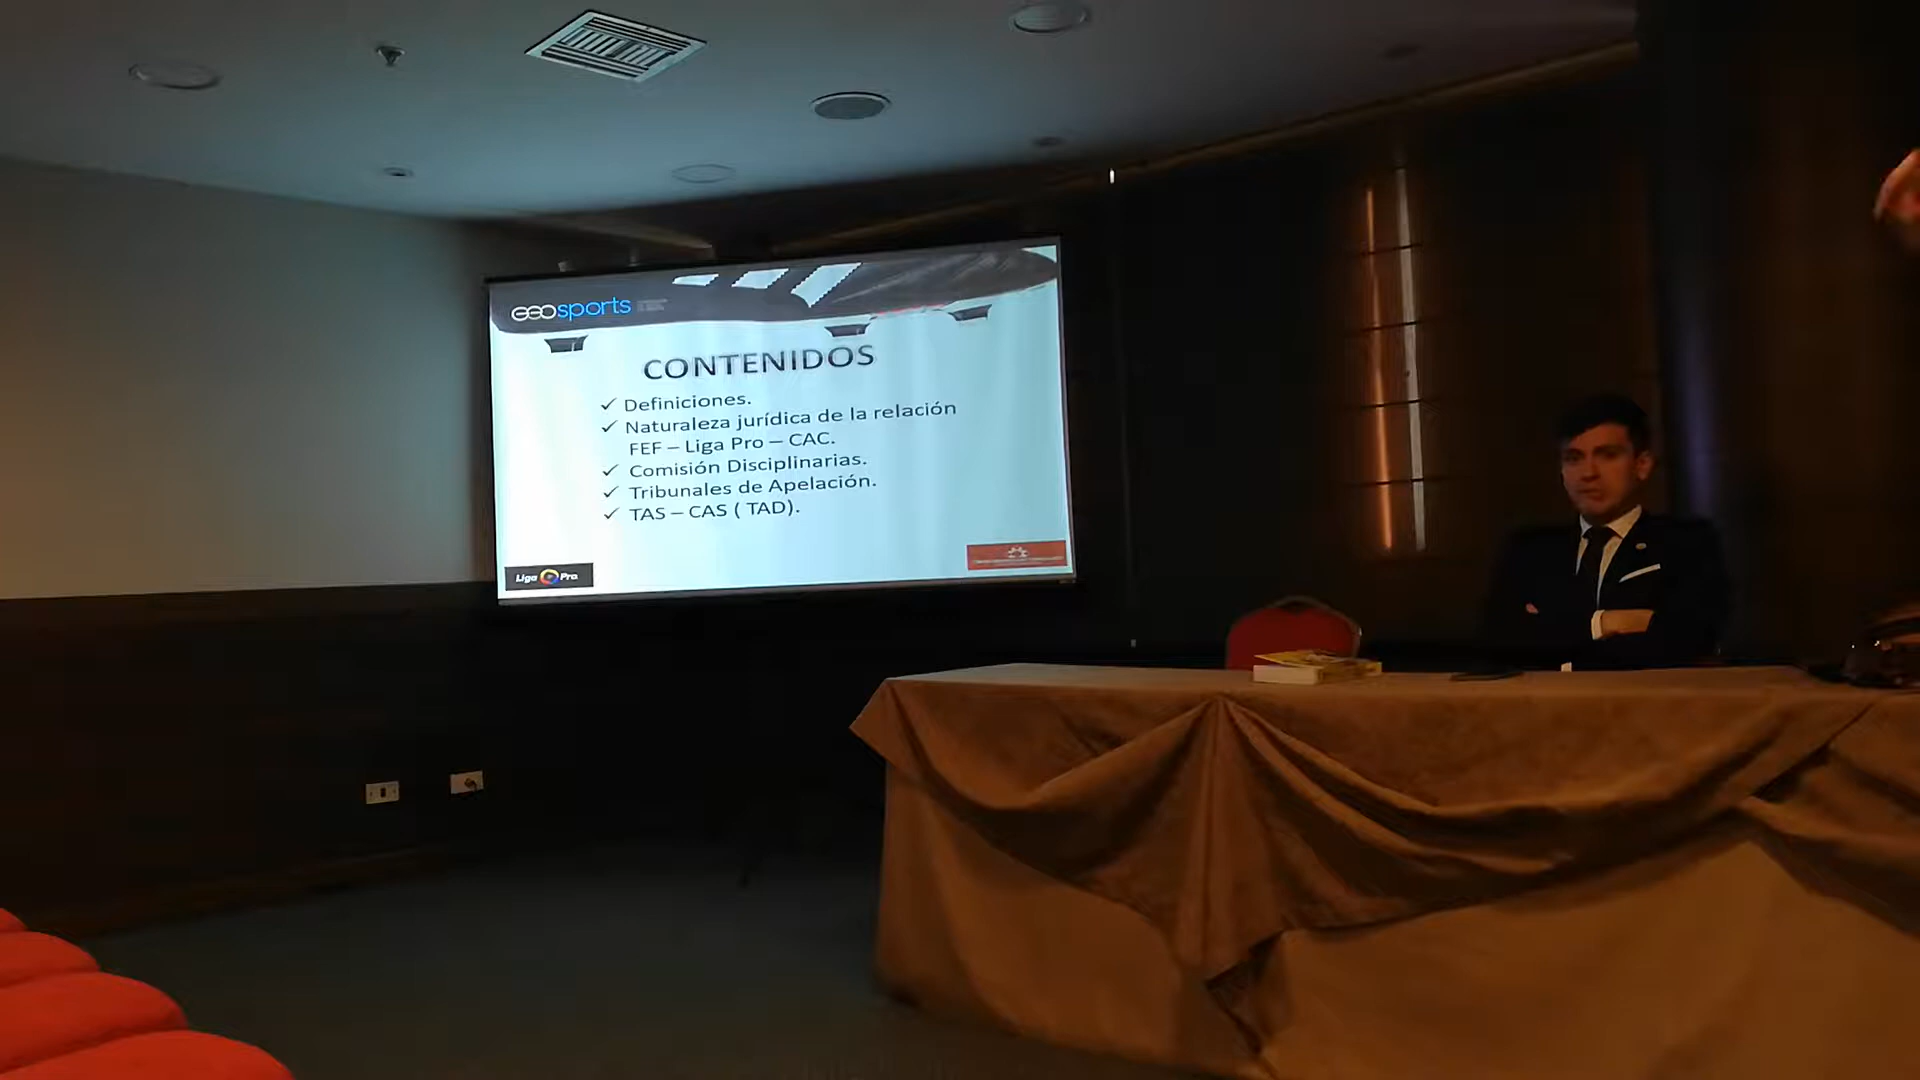 geosports
CONTENIDOS
✓ Definiciones.
✓ Naturaleza jurídica de la relación
FEF – Liga Pro – CAC.
✓ Comisión Disciplinarias.
✓ Tribunales de Apelación.
✓ TAS – CAS ( TAD).
Liga Pro